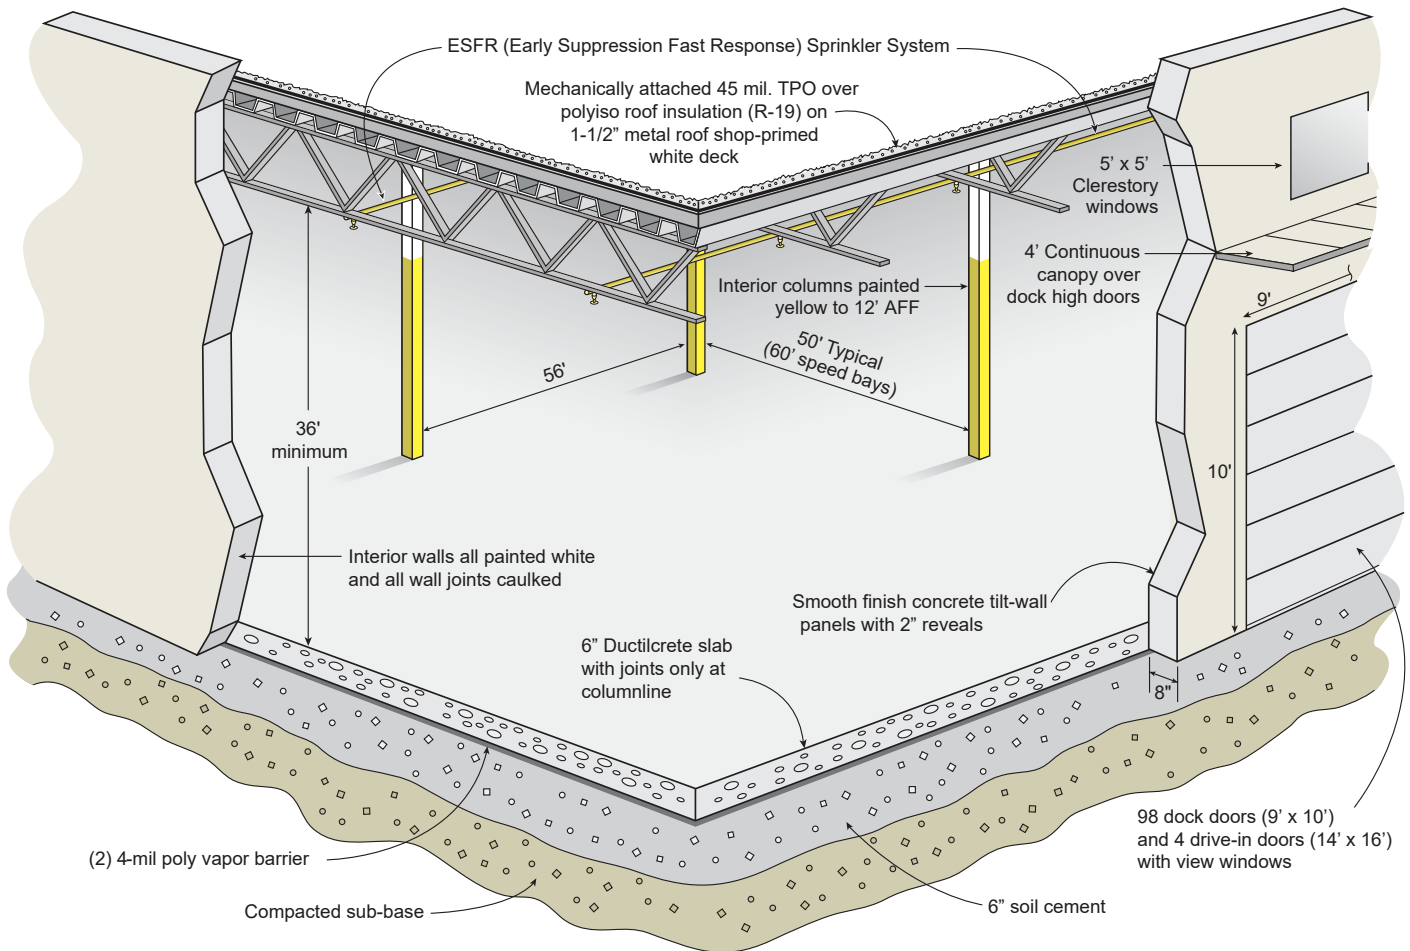 ESFR (Early Suppression Fast Response) Sprinkler System
Mechanically attached 45 mil. TPO over
polyiso roof insulation (R-19) on
1-1/2” metal roof shop-primed
white deck
5’ x 5’
Clerestory
windows
4’ Continuous
canopy over
dock high doors
9'
Interior columns painted
yellow to 12’ AFF
50' Typical
(60’ speed bays)
56'
36'
minimum
10'
Interior walls all painted white
and all wall joints caulked
Smooth finish concrete tilt-wall
panels with 2” reveals
6” Ductilcrete slab
with joints only at
columnline
8"
98 dock doors (9’ x 10’)
and 4 drive-in doors (14’ x 16’)
with view windows
(2) 4-mil poly vapor barrier
Compacted sub-base
6” soil cement